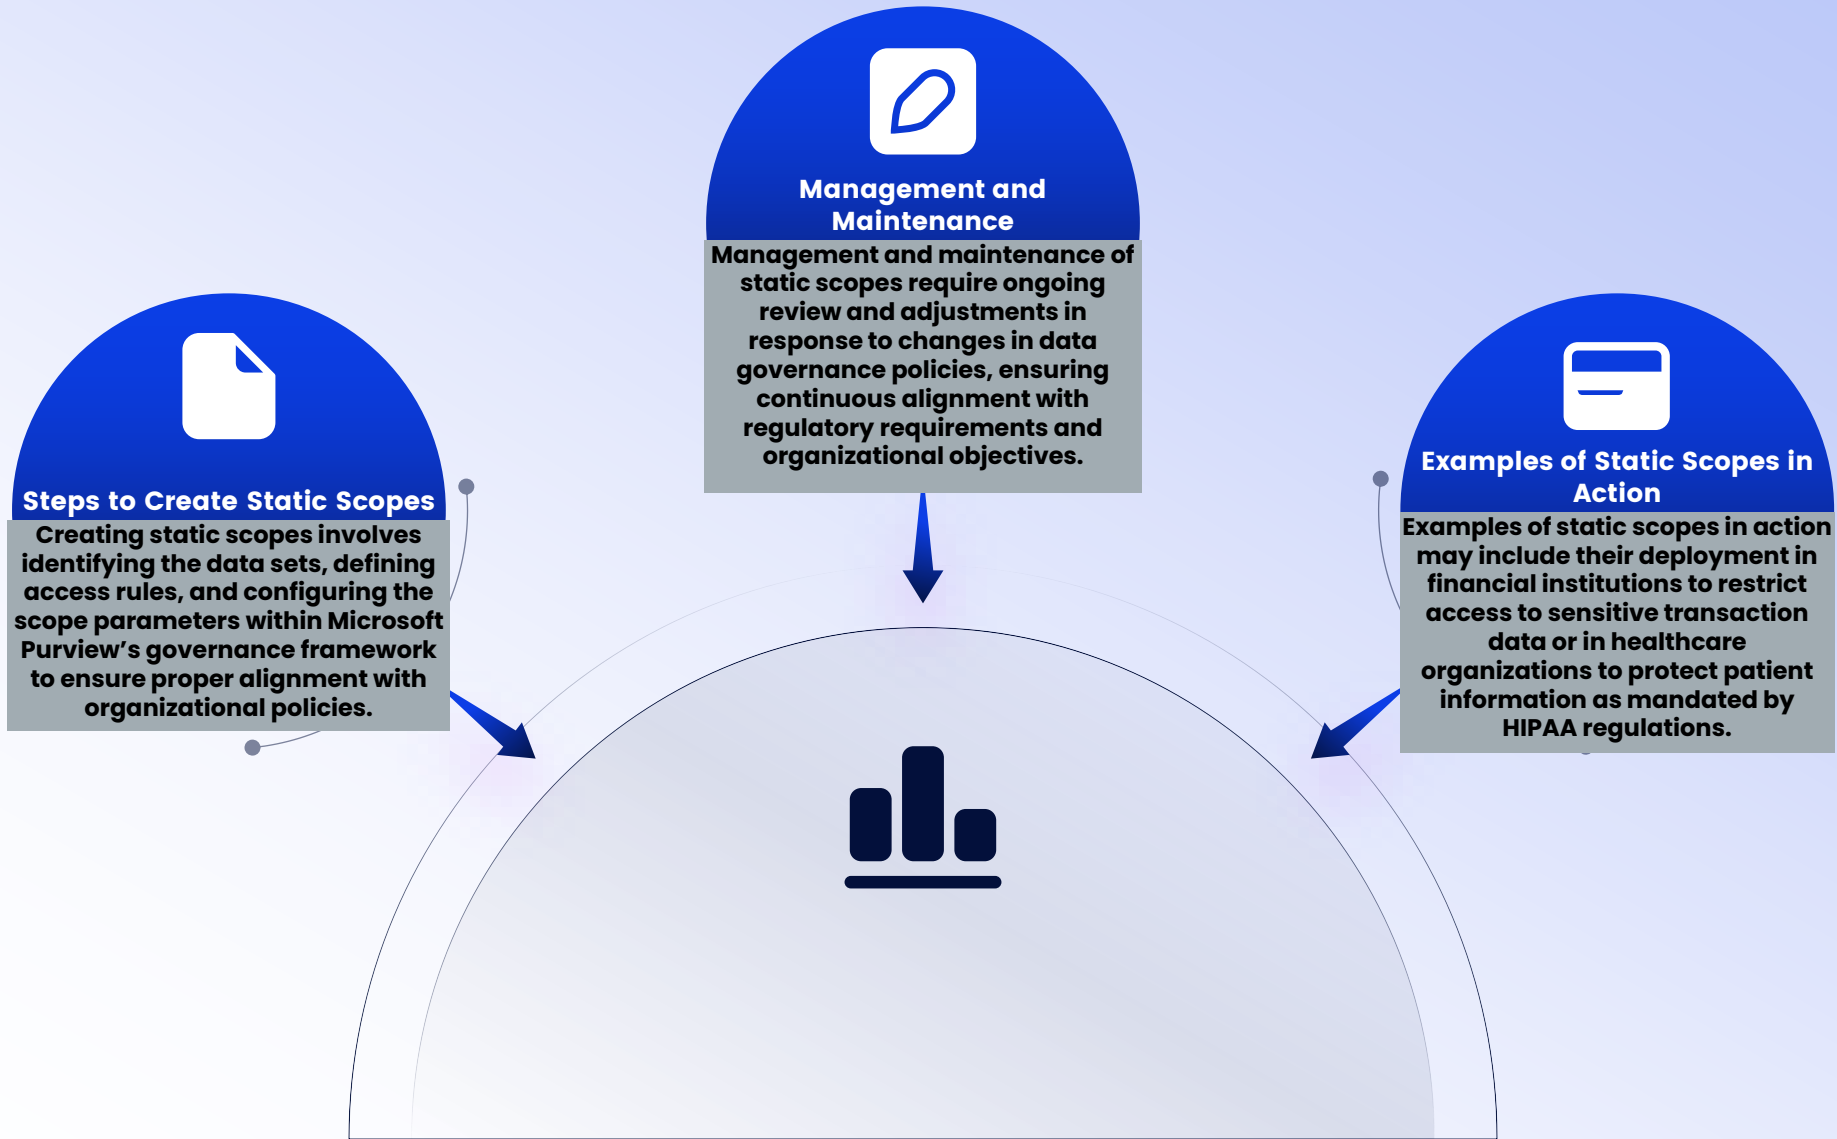 Steps to Create Static Scopes
Creating static scopes involves
identifying the data sets, defining
access rules, and configuring the
scope parameters within Microsoft
Purview’s governance framework
to ensure proper alignment with
organizational policies.
Management and
Maintenance
Management and maintenance of
static scopes require ongoing
review and adjustments in
response to changes in data
governance policies, ensuring
continuous alignment with
regulatory requirements and
organizational objectives.
Examples of Static Scopes in
Action
Examples of static scopes in action
may include their deployment in
financial institutions to restrict
access to sensitive transaction
data or in healthcare
organizations to protect patient
information as mandated by
HIPAA regulations.